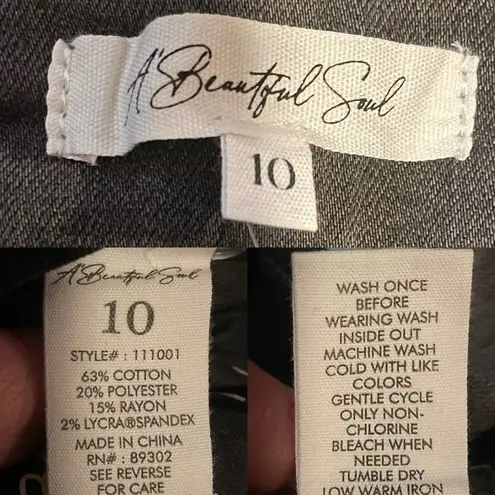 A'Beautiful Soul
10
A'Beautiful Soul
10
STYLE# : 111001
63% COTTON
20% POLYESTER
15% RAYON
2% LYCRA®SPANDEX
MADE IN CHINA
RN# : 89302
SEE REVERSE
FOR CARE
WASH ONCE
BEFORE
WEARING WASH
INSIDE OUT
MACHINE WASH
COLD WITH LIKE
COLORS
GENTLE CYCLE
ONLY NON-
CHLORINE
BLEACH WHEN
NEEDED
TUMBLE DRY
LOW WARM IRON